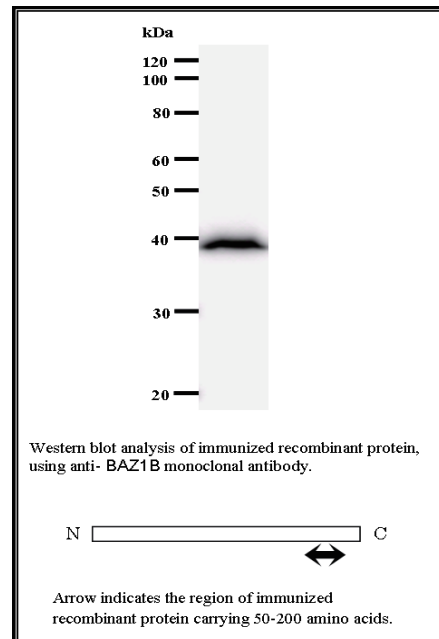 kDa
120
100
80
60
50
40
30
20
Western blot analysis of immunized recombinant protein,
using anti- BAZ1B monoclonal antibody.
N C
Arrow indicates the region of immunized
recombinant protein carrying 50-200 amino acids.